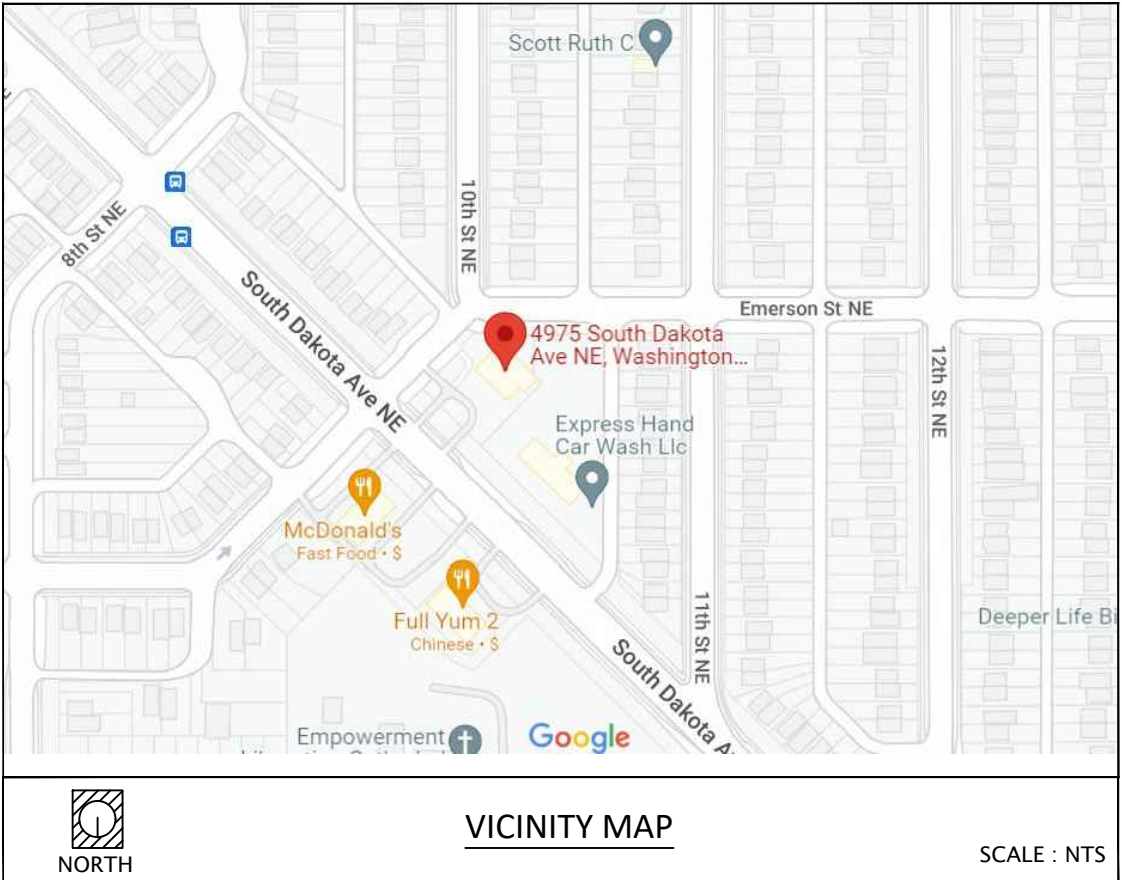 Scott Ruth C
10th St NE
8th St NE
South Dakota Ave NE
Emerson St NE
4975 South Dakota
Ave NE, Washington...
12th St NE
Express Hand
Car Wash Llc
McDonald's
Fast Food • $
Full Yum 2
Chinese • $
11th St NE
Deeper Life Bi
South Dakota A
Empowerment
Google
VICINITY MAP
NORTH
SCALE : NTS